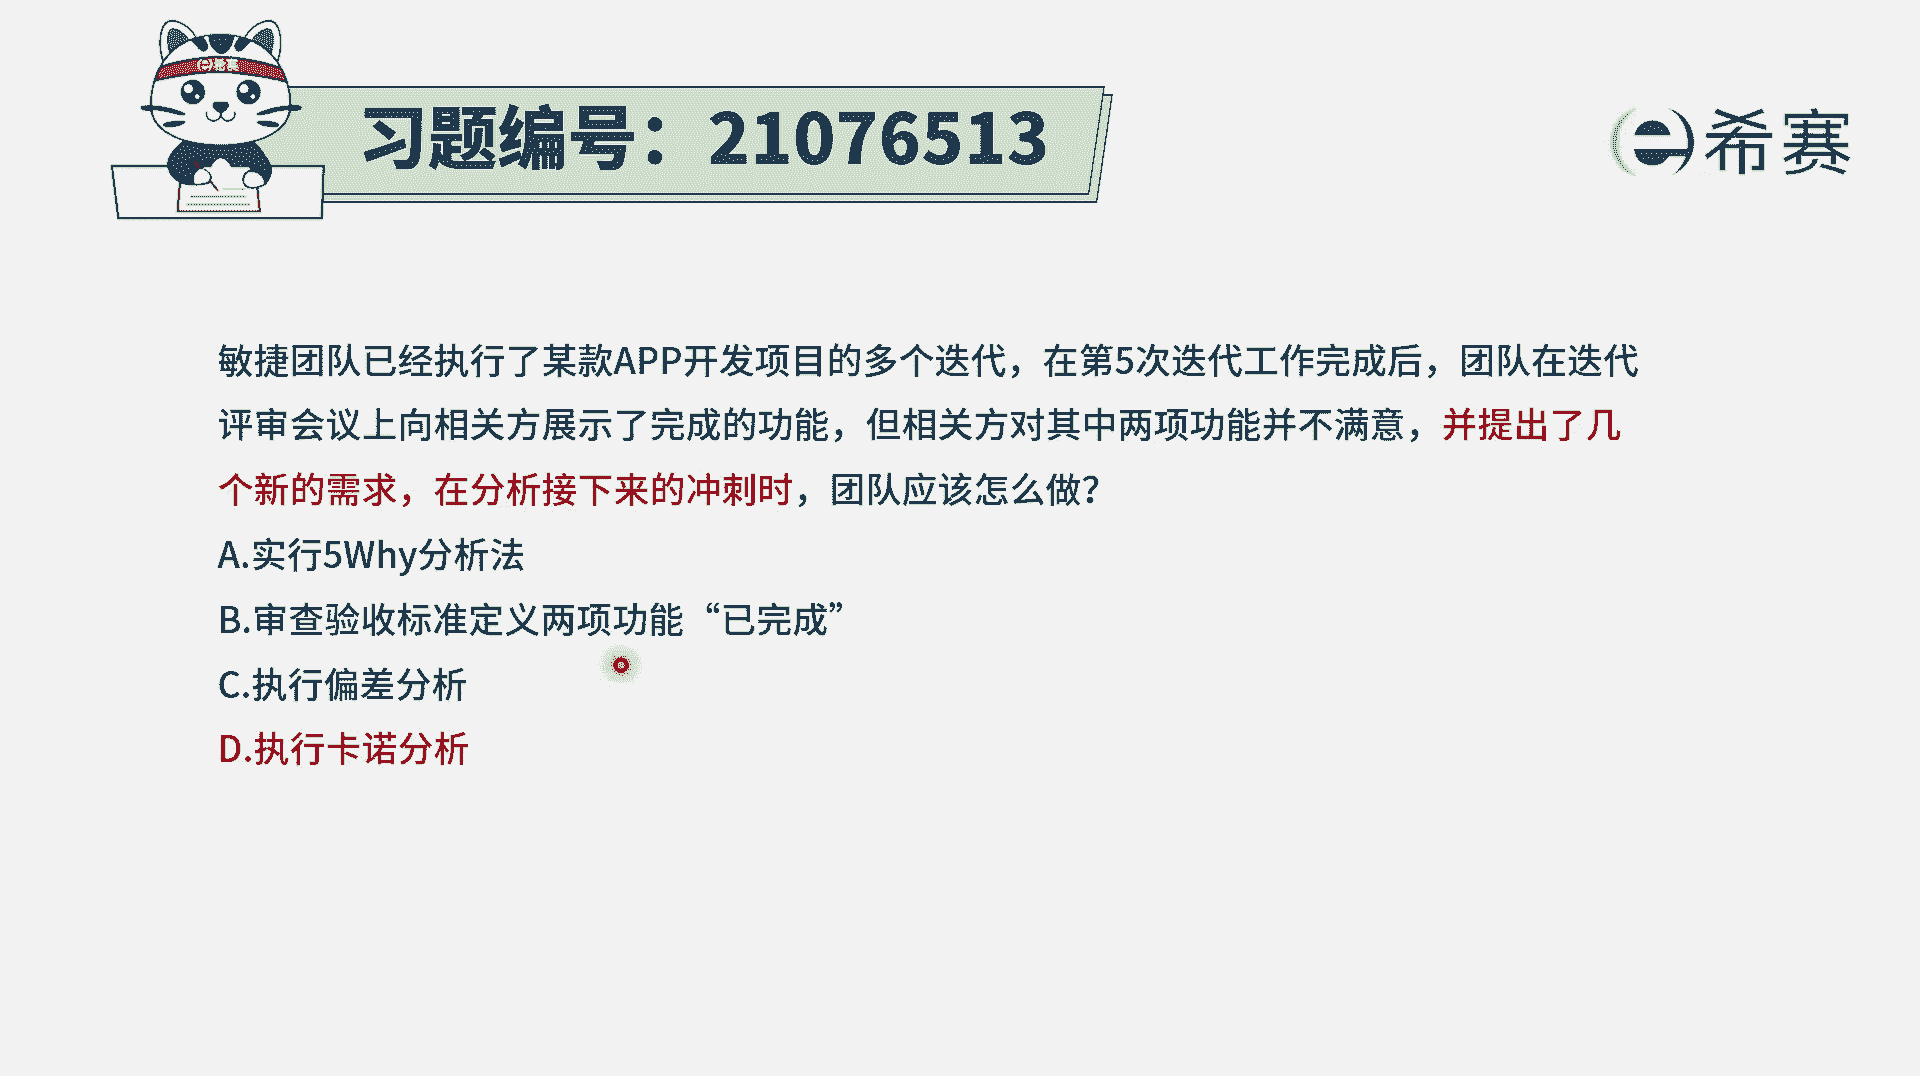 希赛
习题编号：21076513
希赛
敏捷团队已经执行了某款APP开发项目的多个迭代，在第5次迭代工作完成后，团队在迭代
评审会议上向相关方展示了完成的功能，但相关方对其中两项功能并不满意，并提出了几
个新的需求，在分析接下来的冲刺时，团队应该怎么做？
A.实行5Why分析法
B.审查验收标准定义两项功能“已完成”
C.执行偏差分析
D.执行卡诺分析